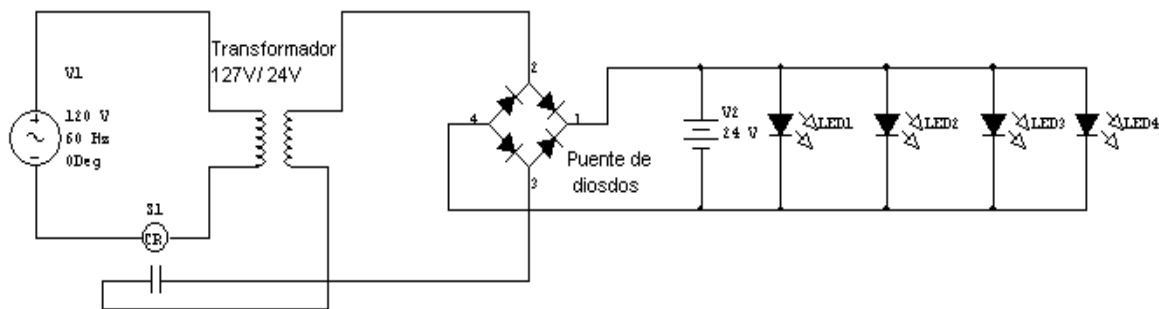 Transformador
127V/ 24V
V1
120 V
60 Hz
0Deg
S1
CR
2
4
1
3
Puente de
diosdos
V2
24 V
LED1
LED2
LED3
LED4